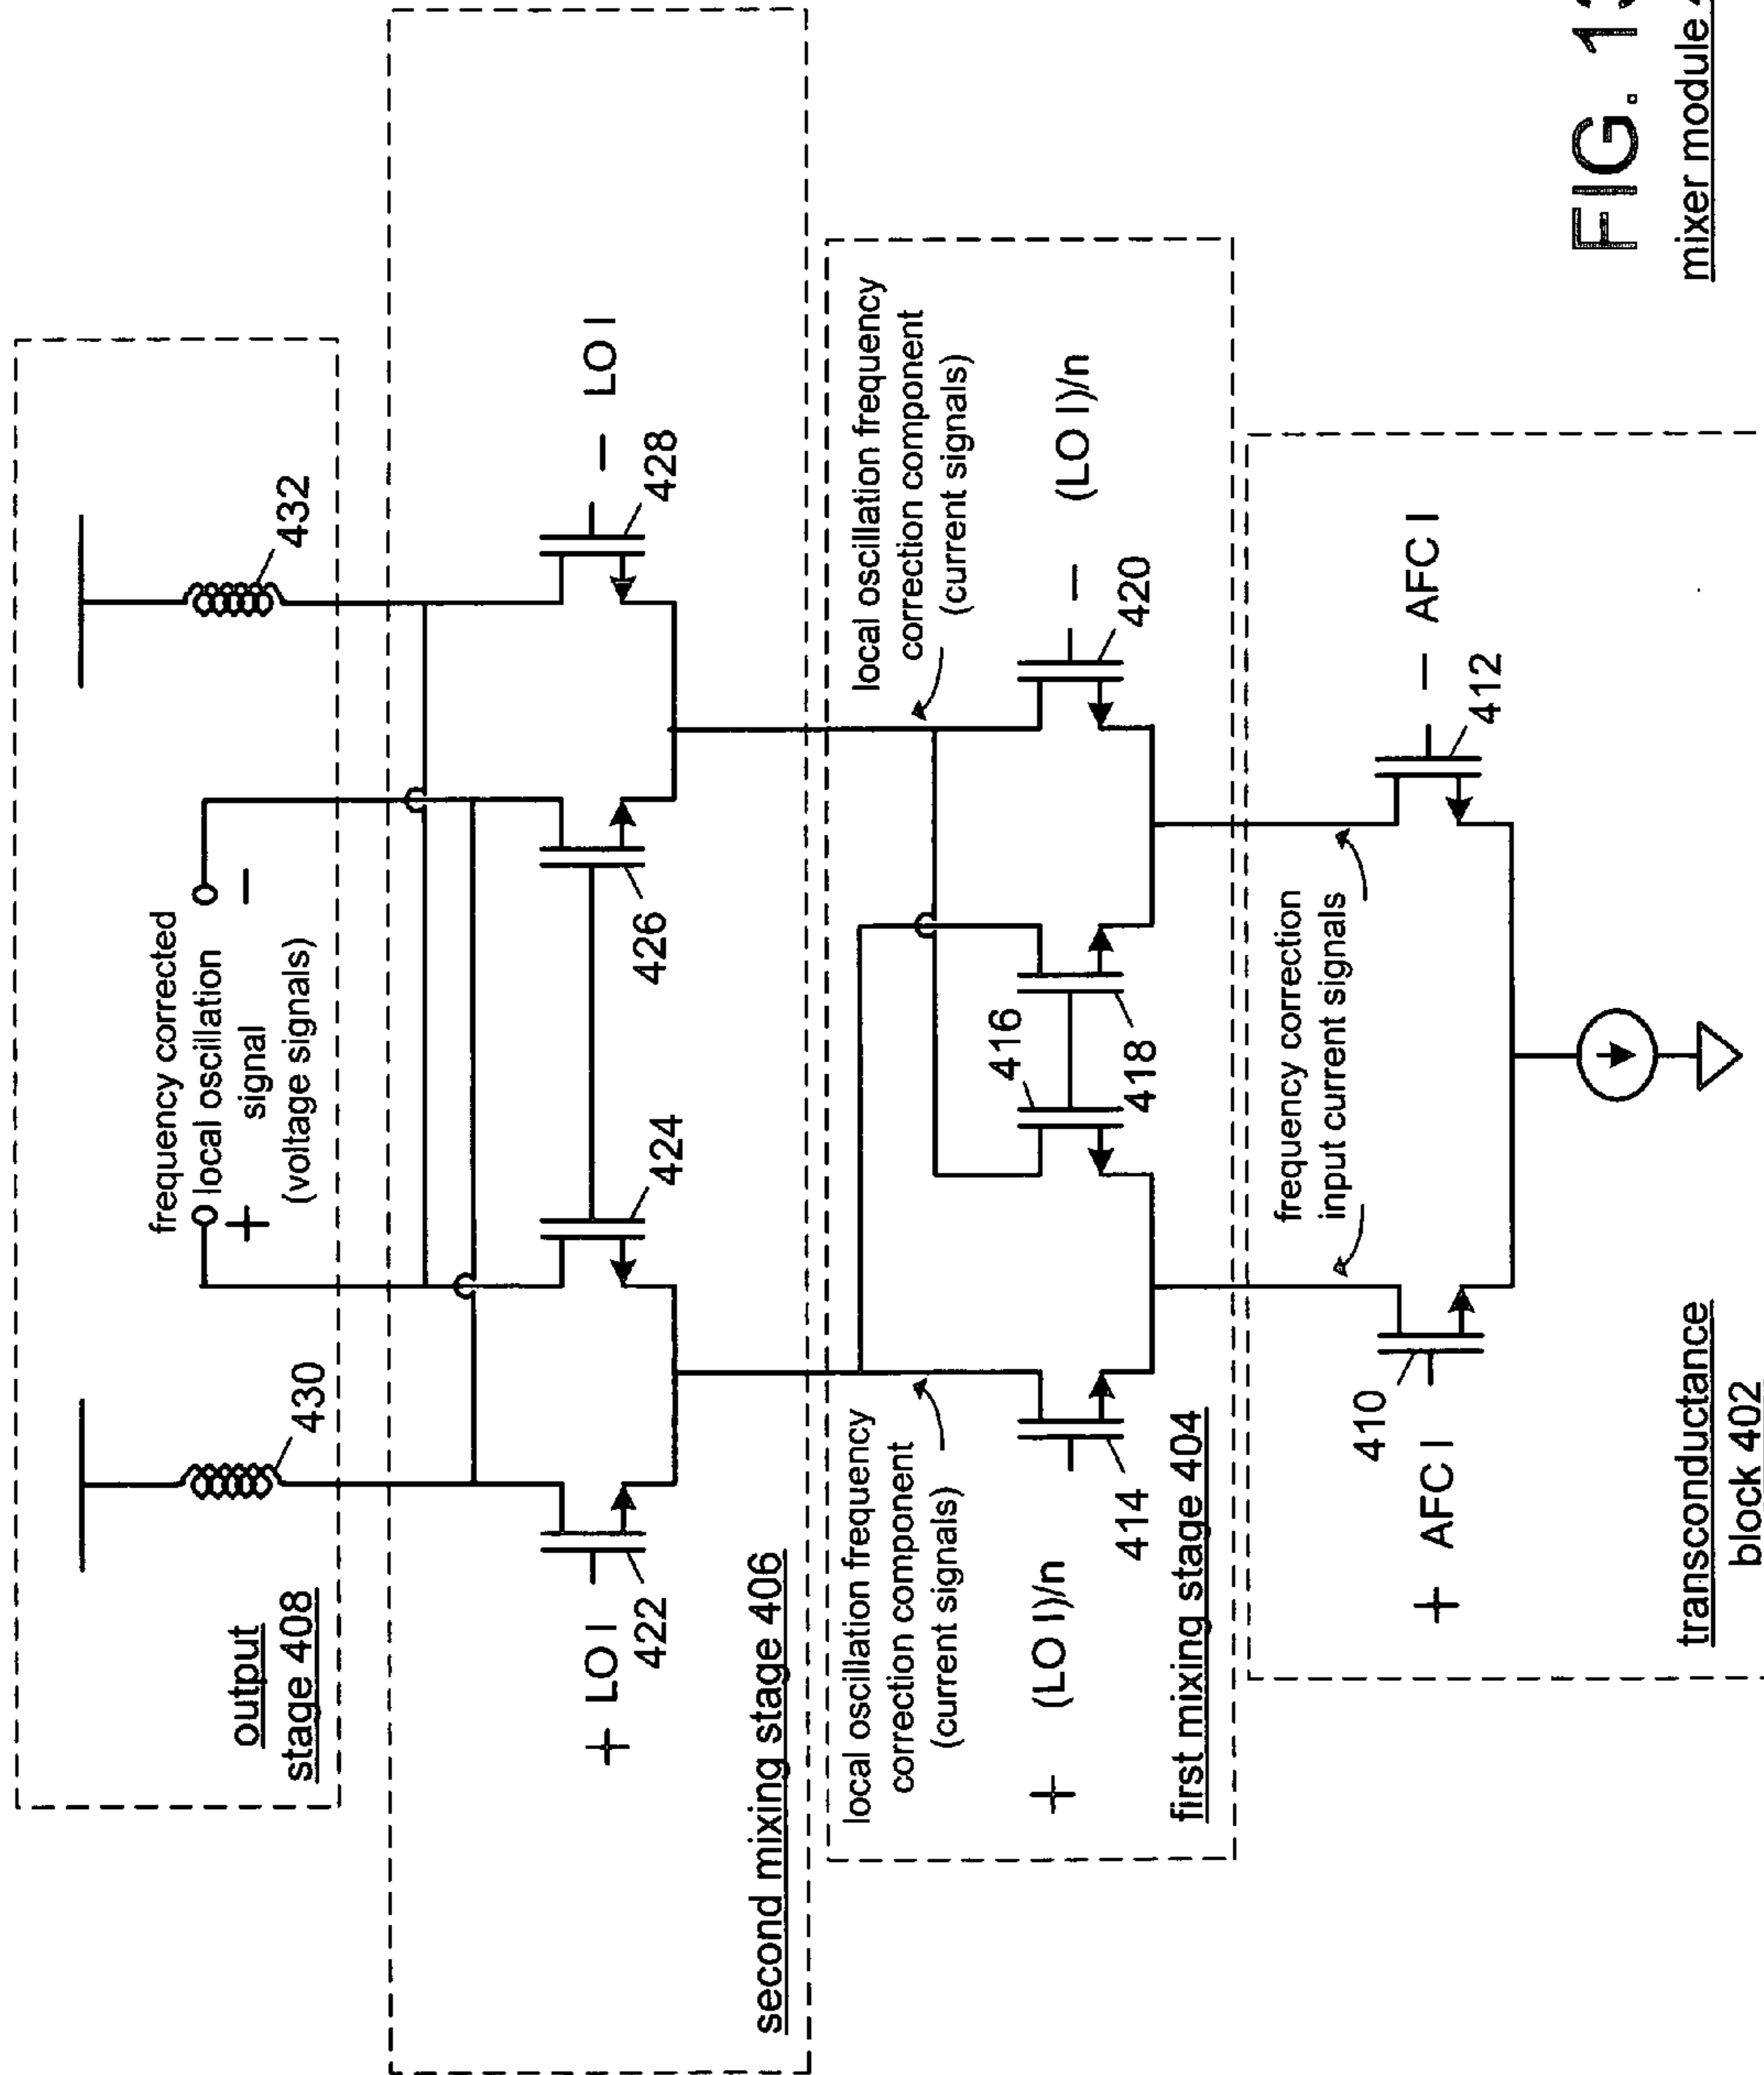 frequency corrected
local oscillation
signal
+ −
(voltage signals)
430
432
output
stage 408
+ LO I
422
424
426
428
− LO I
second mixing stage 406
local oscillation frequency
correction component
(current signals)
local oscillation frequency
correction component
(current signals)
+ (LO I)/n
414
416
418
420
− (LO I)/n
first mixing stage 404
frequency correction
input current signals
+ AFC I
410
412
− AFC I
transconductance
block 402
FIG.
mixer module